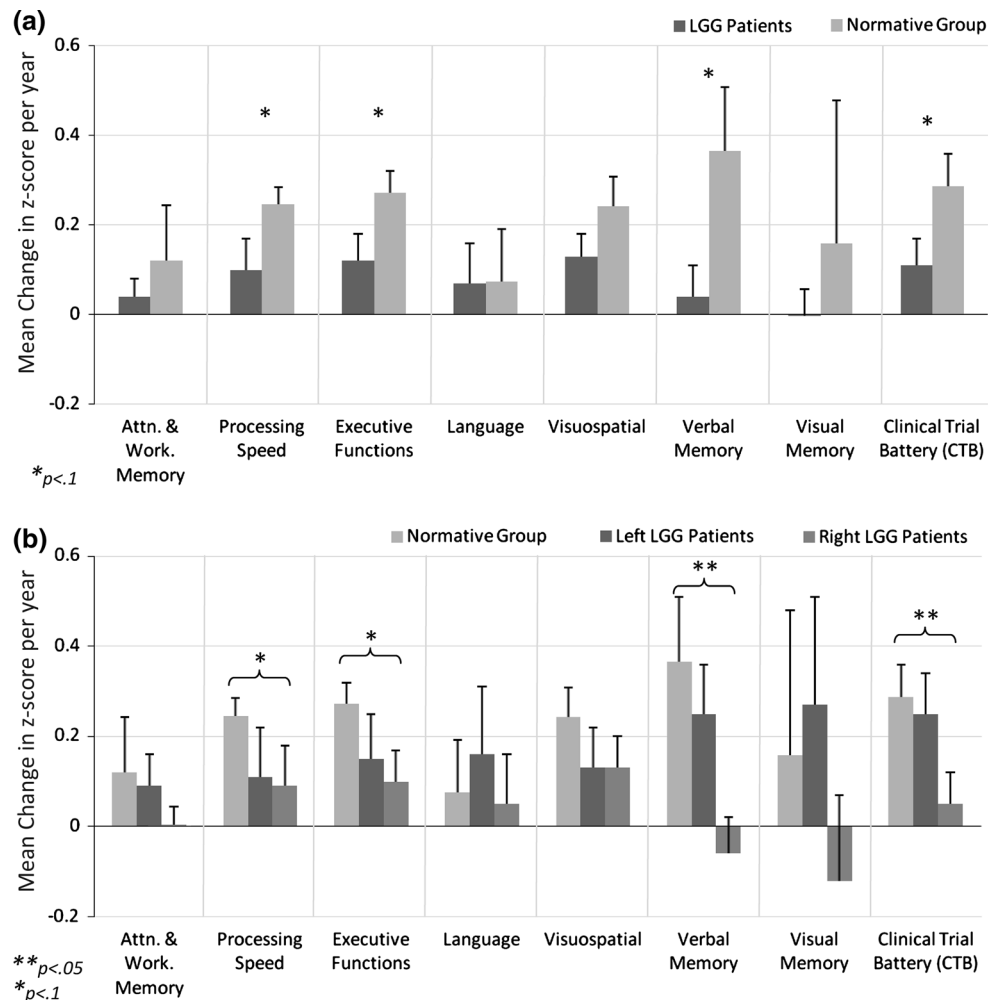 (a)
LGG Patients Normative Group
Mean Change in z-score per year
0.6
0.4
0.2
0
-0.2
* * * *
Attn. & Work. Memory
Processing Speed
Executive Functions
Language
Visuospatial
Verbal Memory
Visual Memory
Clinical Trial Battery (CTB)
*p<.1
(b)
Normative Group Left LGG Patients Right LGG Patients
Mean Change in z-score per year
0.6
0.4
0.2
0
-0.2
* * ** **
Attn. & Work. Memory
Processing Speed
Executive Functions
Language
Visuospatial
Verbal Memory
Visual Memory
Clinical Trial Battery (CTB)
**p<.05
*p<.1